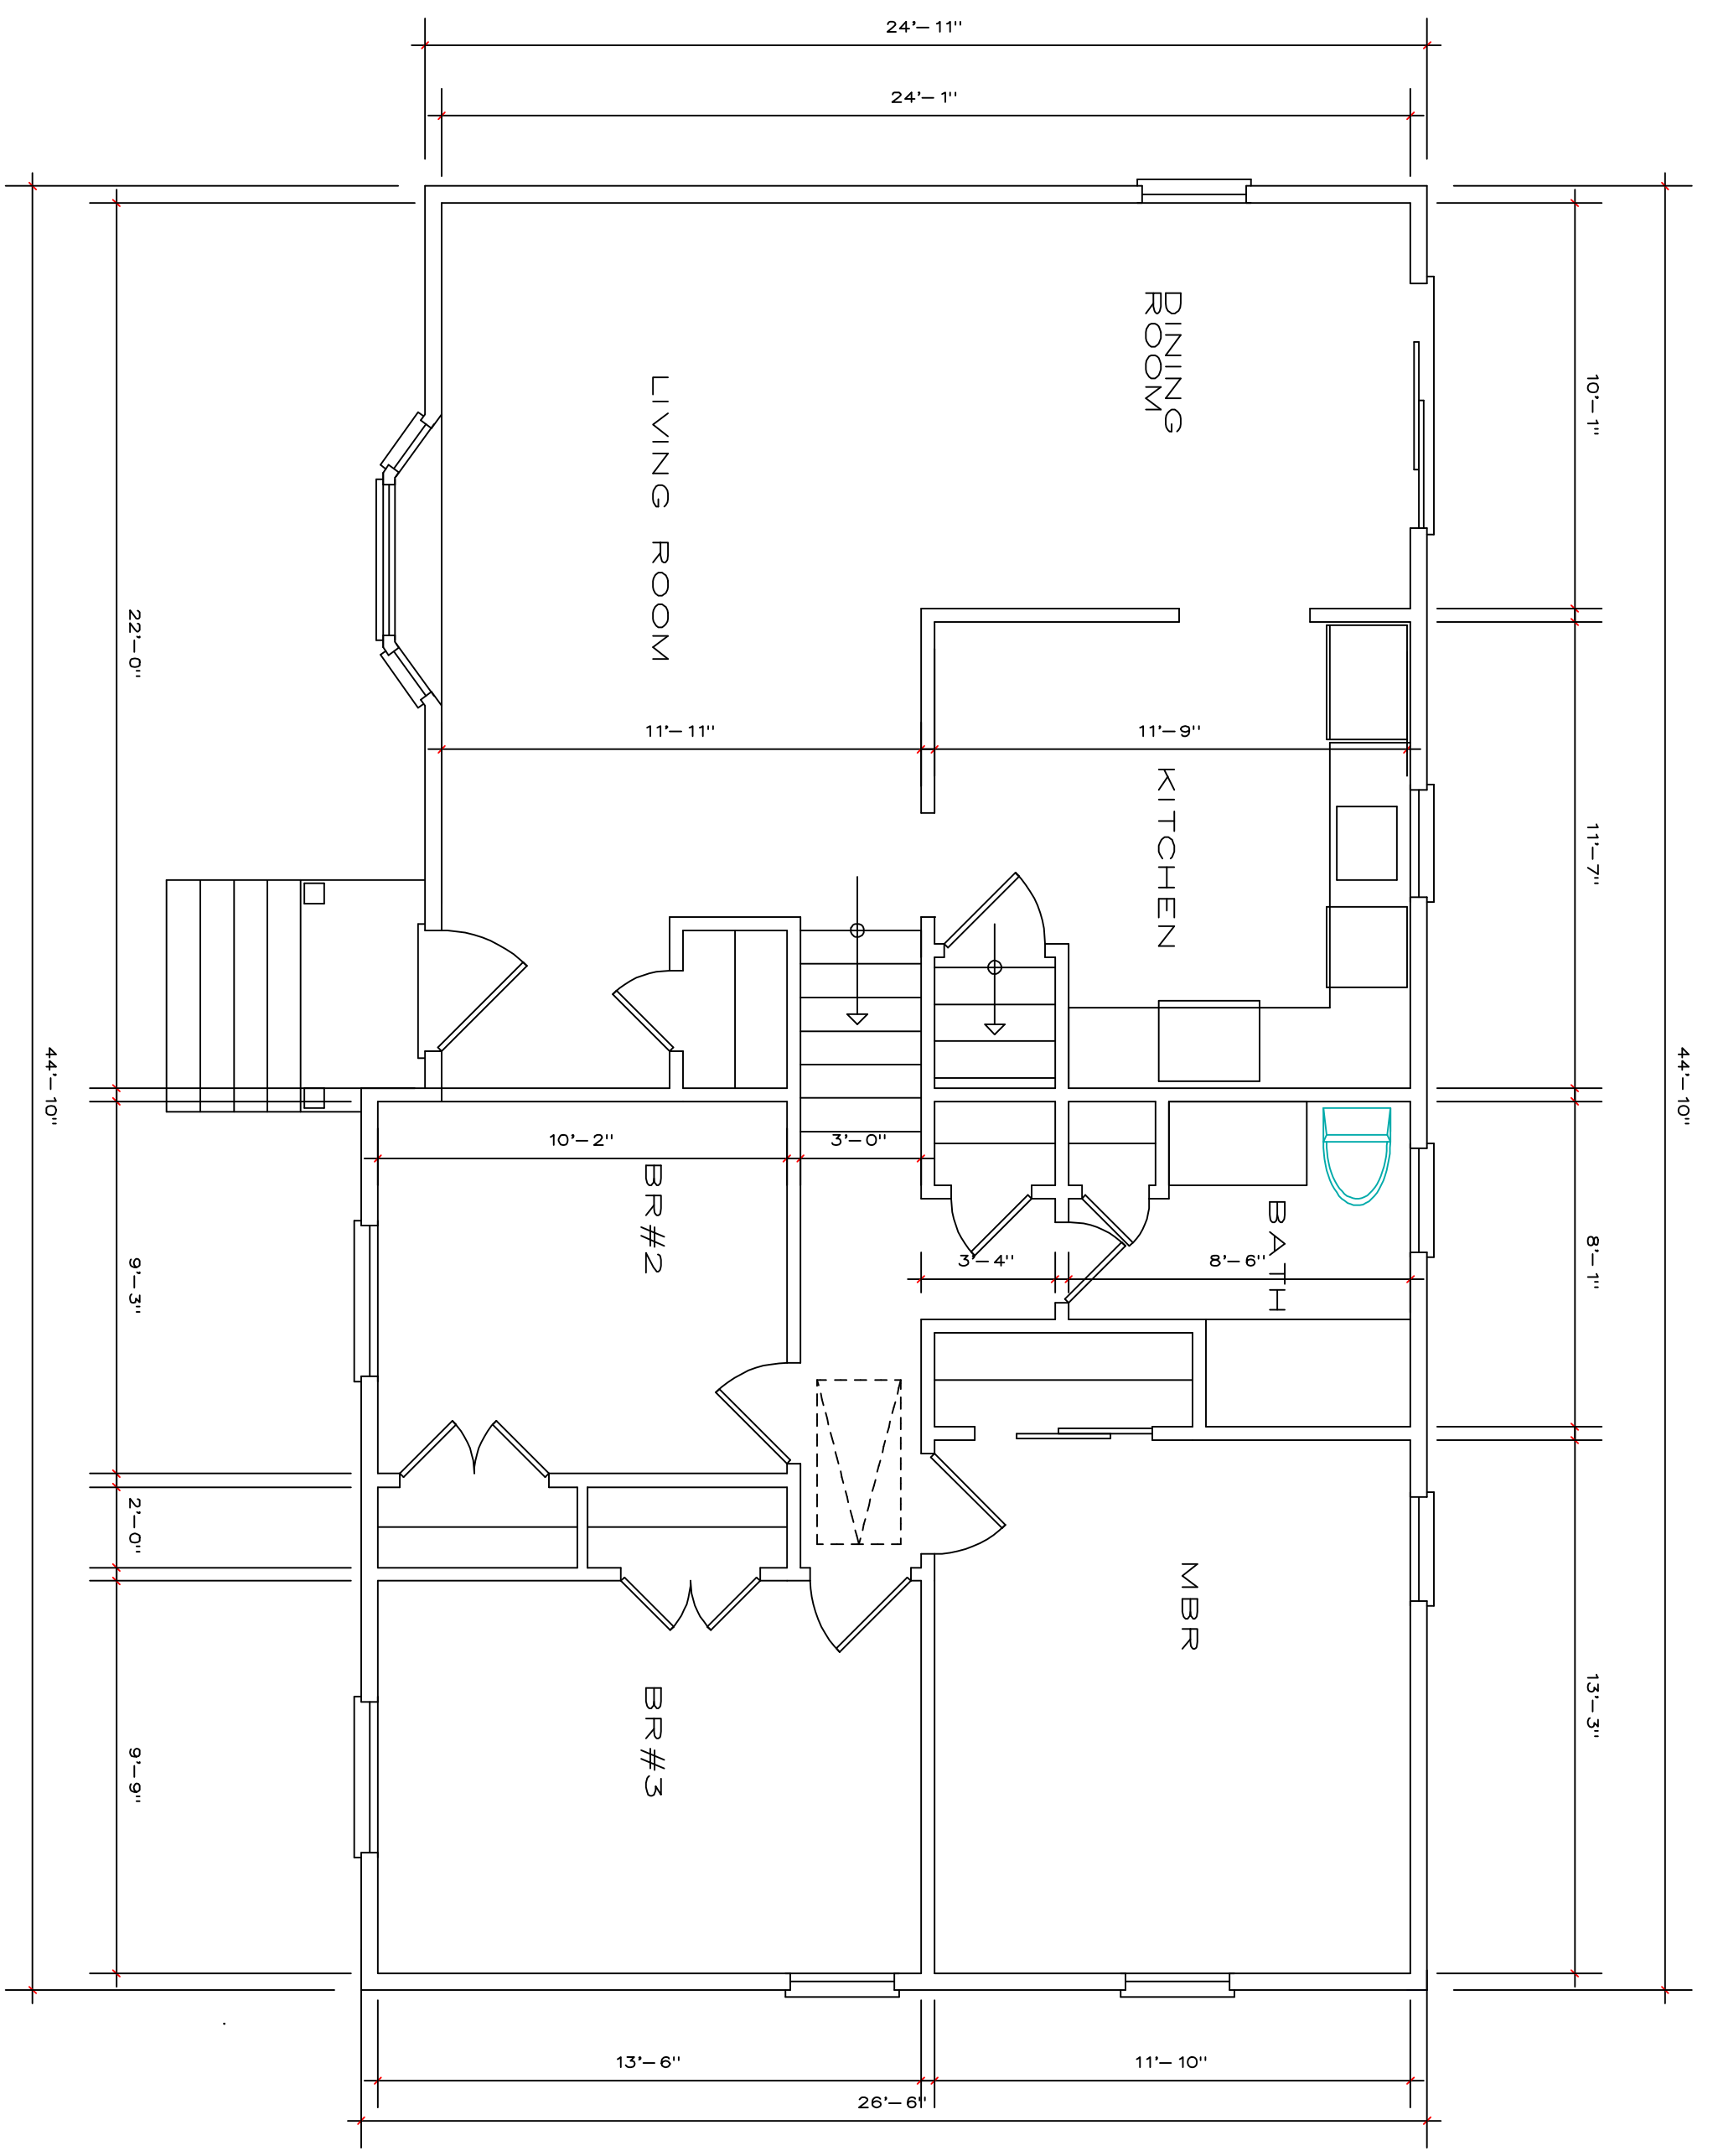 24'-11"
24'-1"
10'-1"
DINING
ROOM
LIVING ROOM
22'-0"
11'-11"
11'-9"
KITCHEN
11'-7"
44'-10"
44'-10"
10'-2"
3'-0"
BR#2
BATH
3'-4"
8'-6"
8'-1"
9'-3"
2'-0"
MBR
13'-3"
BR#3
9'-9"
13'-6"
11'-10"
26'-6"